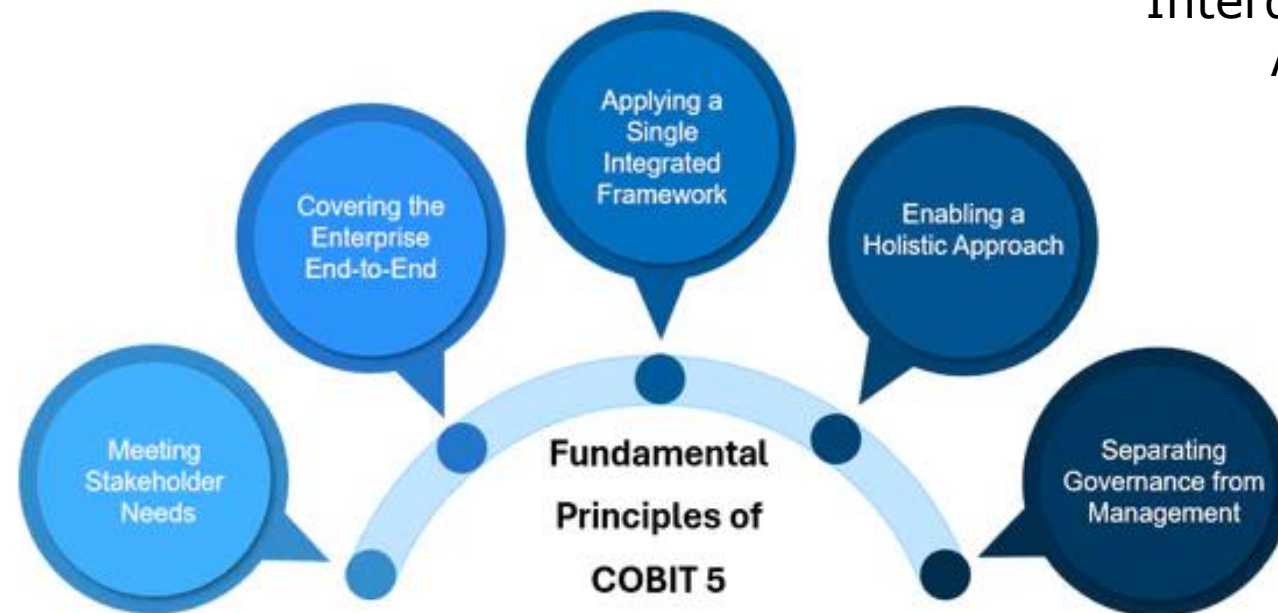 Applying a
Single
Integrated
Framework
Covering the
Enterprise
End-to-End
Enabling a
Holistic Approach
Meeting
Stakeholder
Needs
Separating
Governance from
Management
Fundamental
Principles of
COBIT 5